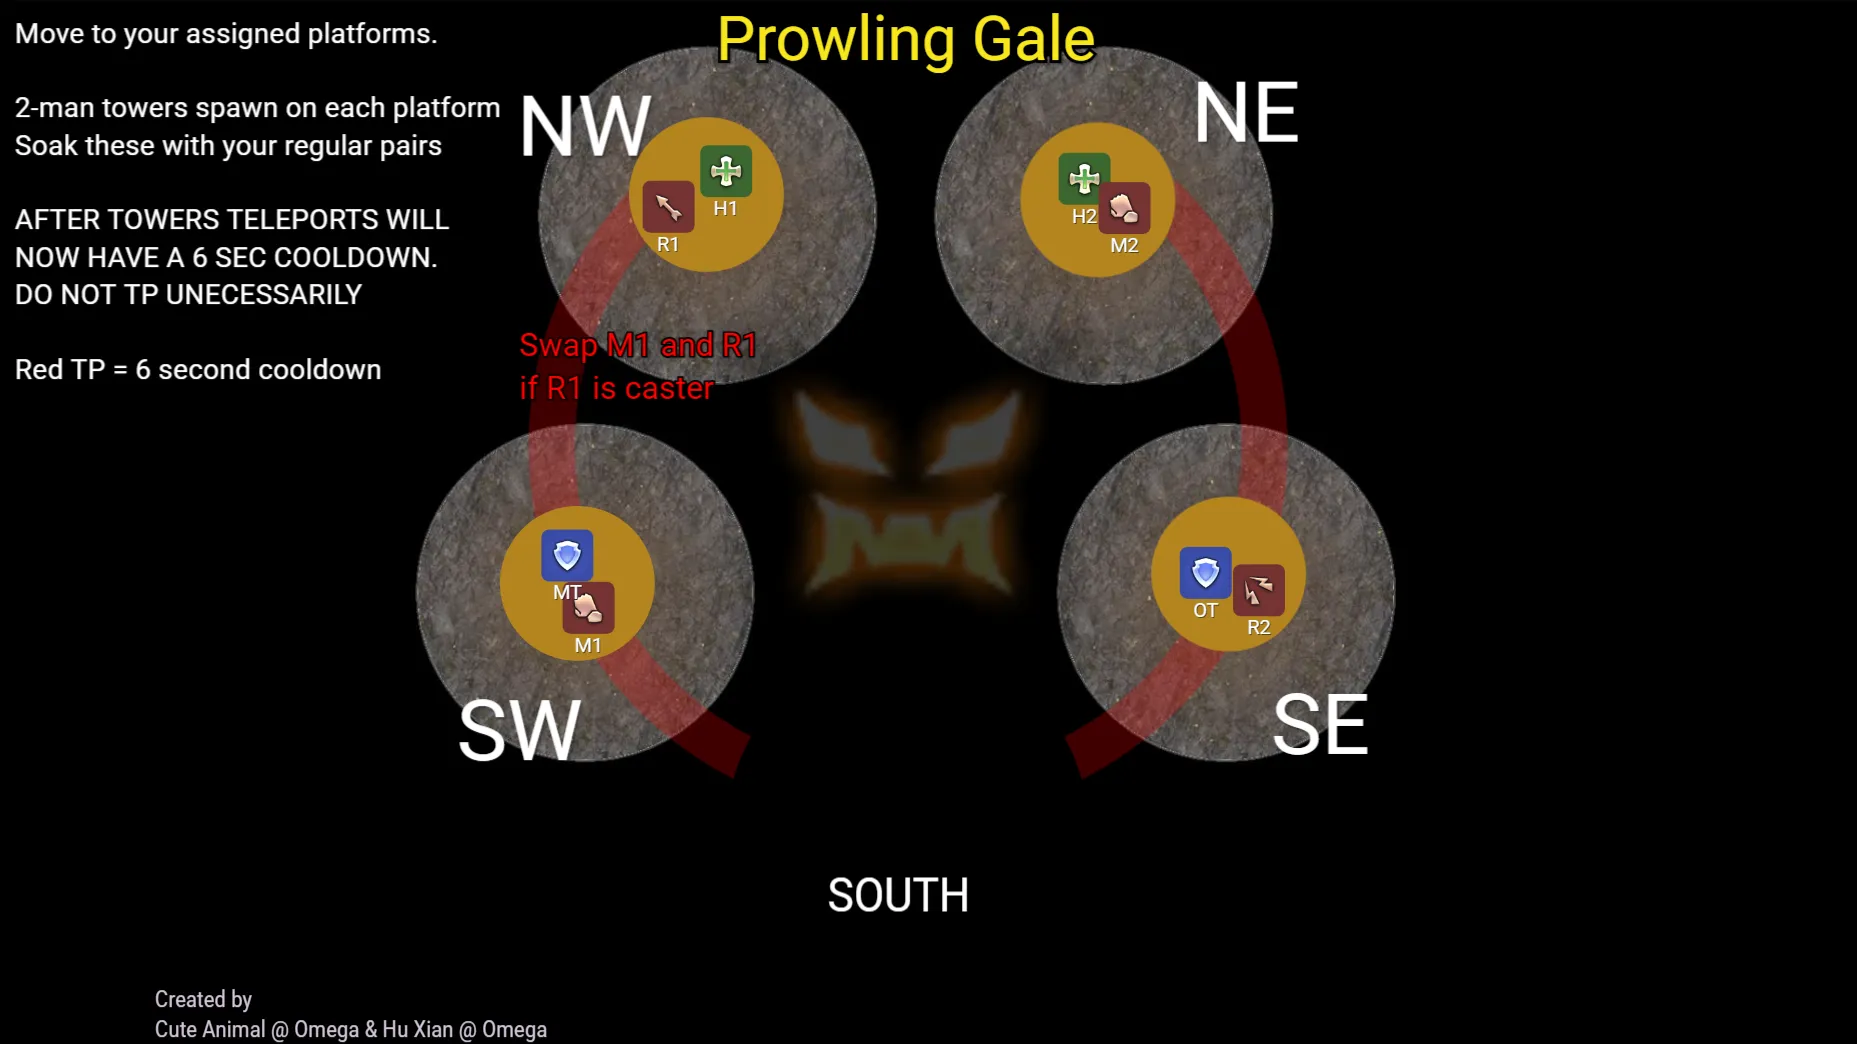 Prowling Gale
Move to your assigned platforms.
2-man towers spawn on each platform
Soak these with your regular pairs
AFTER TOWERS TELEPORTS WILL
NOW HAVE A 6 SEC COOLDOWN.
DO NOT TP UNECESSARILY
Red TP = 6 second cooldown
NW
NE
H1
R1
H2
M2
Swap M1 and R1
if R1 is caster
MT
M1
OT
R2
SW
SE
SOUTH
Created by
Cute Animal @ Omega & Hu Xian @ Omega